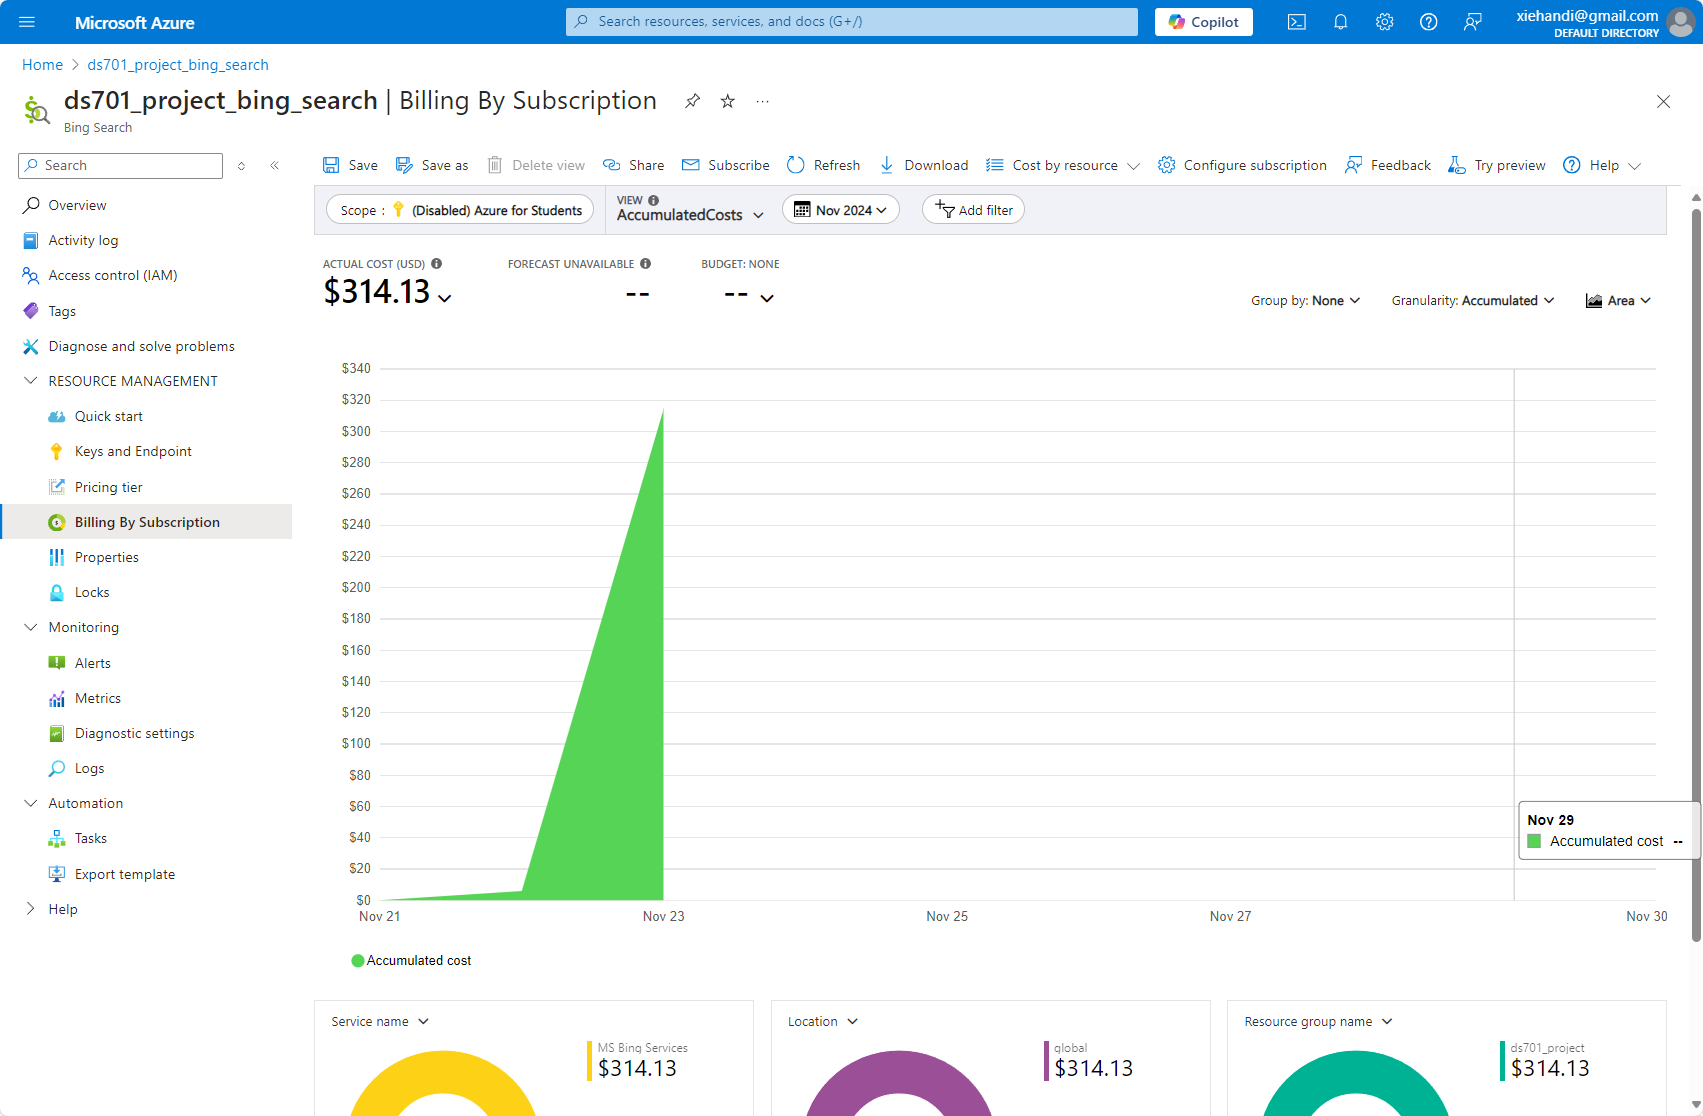 Microsoft Azure
Search resources, services, and docs (G+/)
Copilot
xiehandi@gmail.com
DEFAULT DIRECTORY
Home > ds701_project_bing_search
ds701_project_bing_search | Billing By Subscription
Bing Search
Search
Save
Save as
Delete view
Share
Subscribe
Refresh
Download
Cost by resource
Configure subscription
Feedback
Try preview
Help
Overview
Activity log
Access control (IAM)
Tags
Diagnose and solve problems
RESOURCE MANAGEMENT
Quick start
Keys and Endpoint
Pricing tier
Billing By Subscription
Properties
Locks
Monitoring
Alerts
Metrics
Diagnostic settings
Logs
Automation
Tasks
Export template
Help
Scope : (Disabled) Azure for Students
VIEW
AccumulatedCosts
Nov 2024
Add filter
ACTUAL COST (USD)
$314.13
FORECAST UNAVAILABLE
--
BUDGET: NONE
--
Group by: None
Granularity: Accumulated
Area
$340
$320
$300
$280
$260
$240
$220
$200
$180
$160
$140
$120
$100
$80
$60
$40
$20
$0
Nov 21
Nov 23
Nov 25
Nov 27
Nov 30
Nov 29
Accumulated cost --
Accumulated cost
Service name
MS Bing Services
$314.13
Location
global
$314.13
Resource group name
ds701_project
$314.13